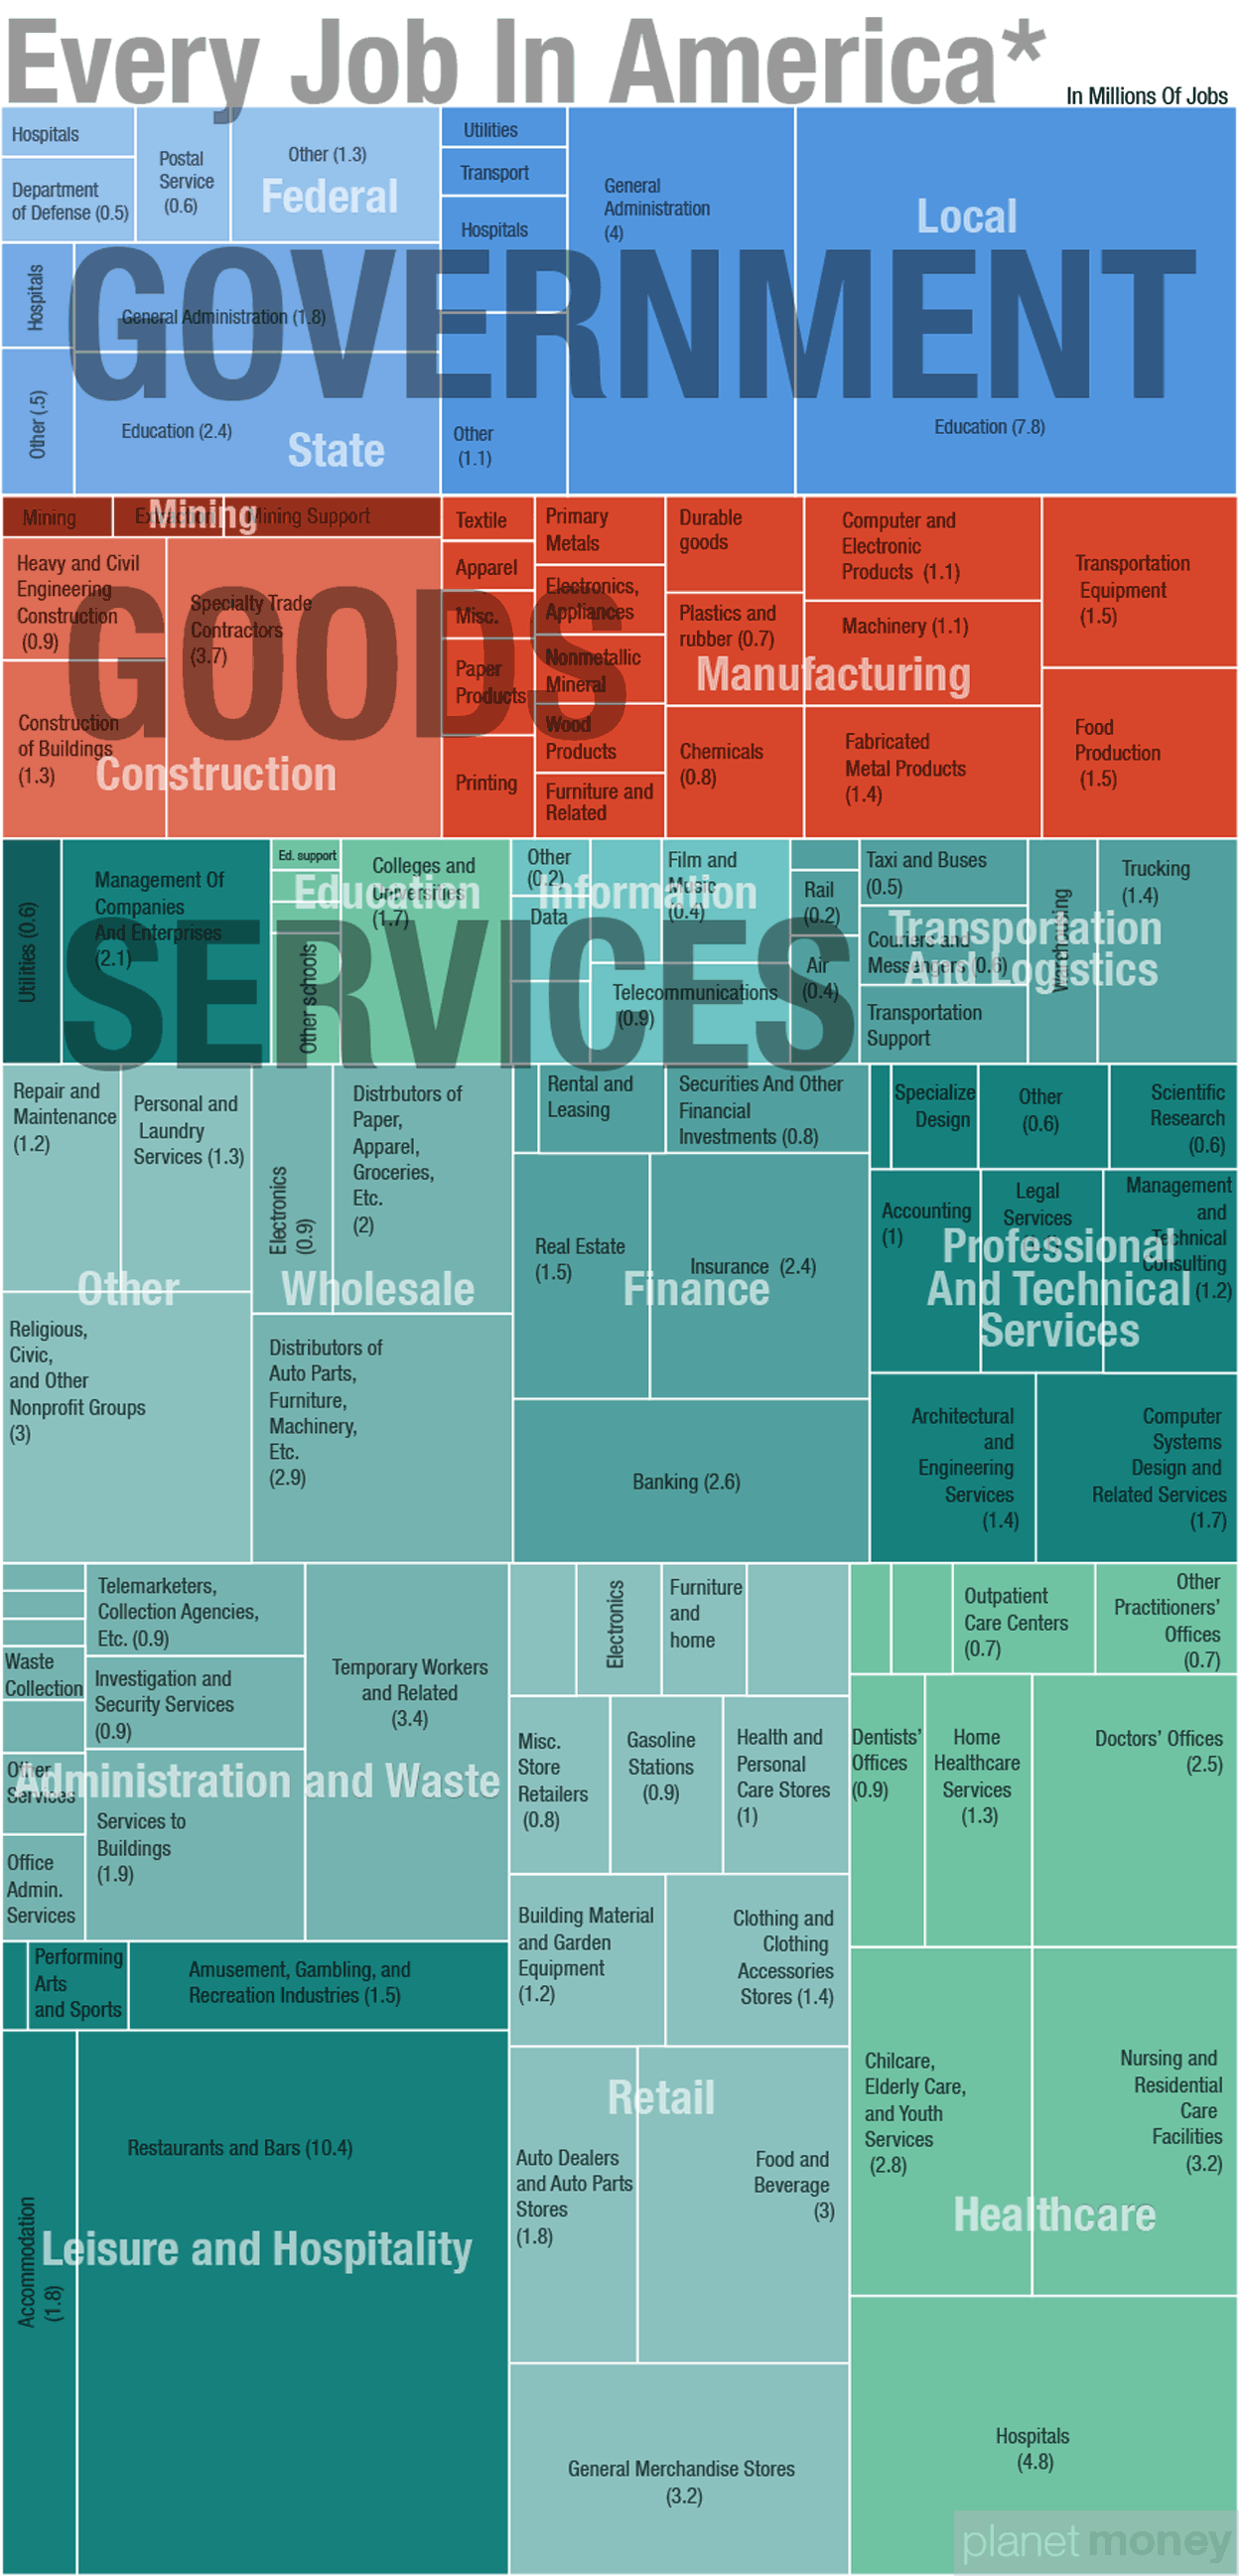 Every Job In America*
In Millions Of Jobs
Hospitals
Department
of Defense (0.5)
Postal
Service
(0.6)
Other (1.3)
Federal
Utilities
Transport
Hospitals
Other
(1.1)
General
Administration
(4)
Local
Education (7.8)
GOVERNMENT
Hospitals
General Administration (1.8)
Other (.5)
Education (2.4)
State
Mining
Mining
Extraction
Mining Support
Heavy and Civil
Engineering
Construction
(0.9)
Specialty Trade
Contractors
(3.7)
Construction
of Buildings
(1.3)
Construction
GOODS
Textile
Apparel
Misc.
Paper
Products
Printing
Primary
Metals
Electronics,
Appliances
Nonmetallic
Mineral
Wood
Products
Furniture and
Related
Durable
goods
Plastics and
rubber (0.7)
Chemicals
(0.8)
Manufacturing
Computer and
Electronic
Products (1.1)
Machinery (1.1)
Fabricated
Metal Products
(1.4)
Transportation
Equipment
(1.5)
Food
Production
(1.5)
Utilities (0.6)
Management Of
Companies
And Enterprises
(2.1)
Ed. support
Other schools
Colleges and
Universities
(1.7)
Education
Other
(0.2)
Data
Film and
Music
(0.4)
Telecommunications
(0.9)
Information
Rail
(0.2)
Air
(0.4)
Taxi and Buses
(0.5)
Couriers and
Messengers (0.6)
Transportation
Support
Warehousing
Trucking
(1.4)
Transportation
And Logistics
SERVICES
Repair and
Maintenance
(1.2)
Personal and
Laundry
Services (1.3)
Other
Religious,
Civic,
and Other
Nonprofit Groups
(3)
Electronics
(0.9)
Distrbutors of
Paper,
Apparel,
Groceries,
Etc.
(2)
Wholesale
Distributors of
Auto Parts,
Furniture,
Machinery,
Etc.
(2.9)
Rental and
Leasing
Securities And Other
Financial
Investments (0.8)
Real Estate
(1.5)
Insurance (2.4)
Finance
Banking (2.6)
Specialize
Design
Other
(0.6)
Scientific
Research
(0.6)
Accounting
(1)
Legal
Services
Management
and
Technical
Consulting
(1.2)
Professional
And Technical
Services
Architectural
and
Engineering
Services
(1.4)
Computer
Systems
Design and
Related Services
(1.7)
Waste
Collection
Other
Services
Office
Admin.
Services
Telemarketers,
Collection Agencies,
Etc. (0.9)
Investigation and
Security Services
(0.9)
Services to
Buildings
(1.9)
Temporary Workers
and Related
(3.4)
Administration and Waste
Performing
Arts
and Sports
Amusement, Gambling, and
Recreation Industries (1.5)
Accommodation
(1.8)
Restaurants and Bars (10.4)
Leisure and Hospitality
Electronics
Furniture
and
home
Misc.
Store
Retailers
(0.8)
Gasoline
Stations
(0.9)
Health and
Personal
Care Stores
(1)
Building Material
and Garden
Equipment
(1.2)
Clothing and
Clothing
Accessories
Stores (1.4)
Retail
Auto Dealers
and Auto Parts
Stores
(1.8)
Food and
Beverage
(3)
General Merchandise Stores
(3.2)
Outpatient
Care Centers
(0.7)
Other
Practitioners'
Offices
(0.7)
Dentists'
Offices
(0.9)
Home
Healthcare
Services
(1.3)
Doctors' Offices
(2.5)
Chilcare,
Elderly Care,
and Youth
Services
(2.8)
Nursing and
Residential
Care
Facilities
(3.2)
Healthcare
Hospitals
(4.8)
planet money